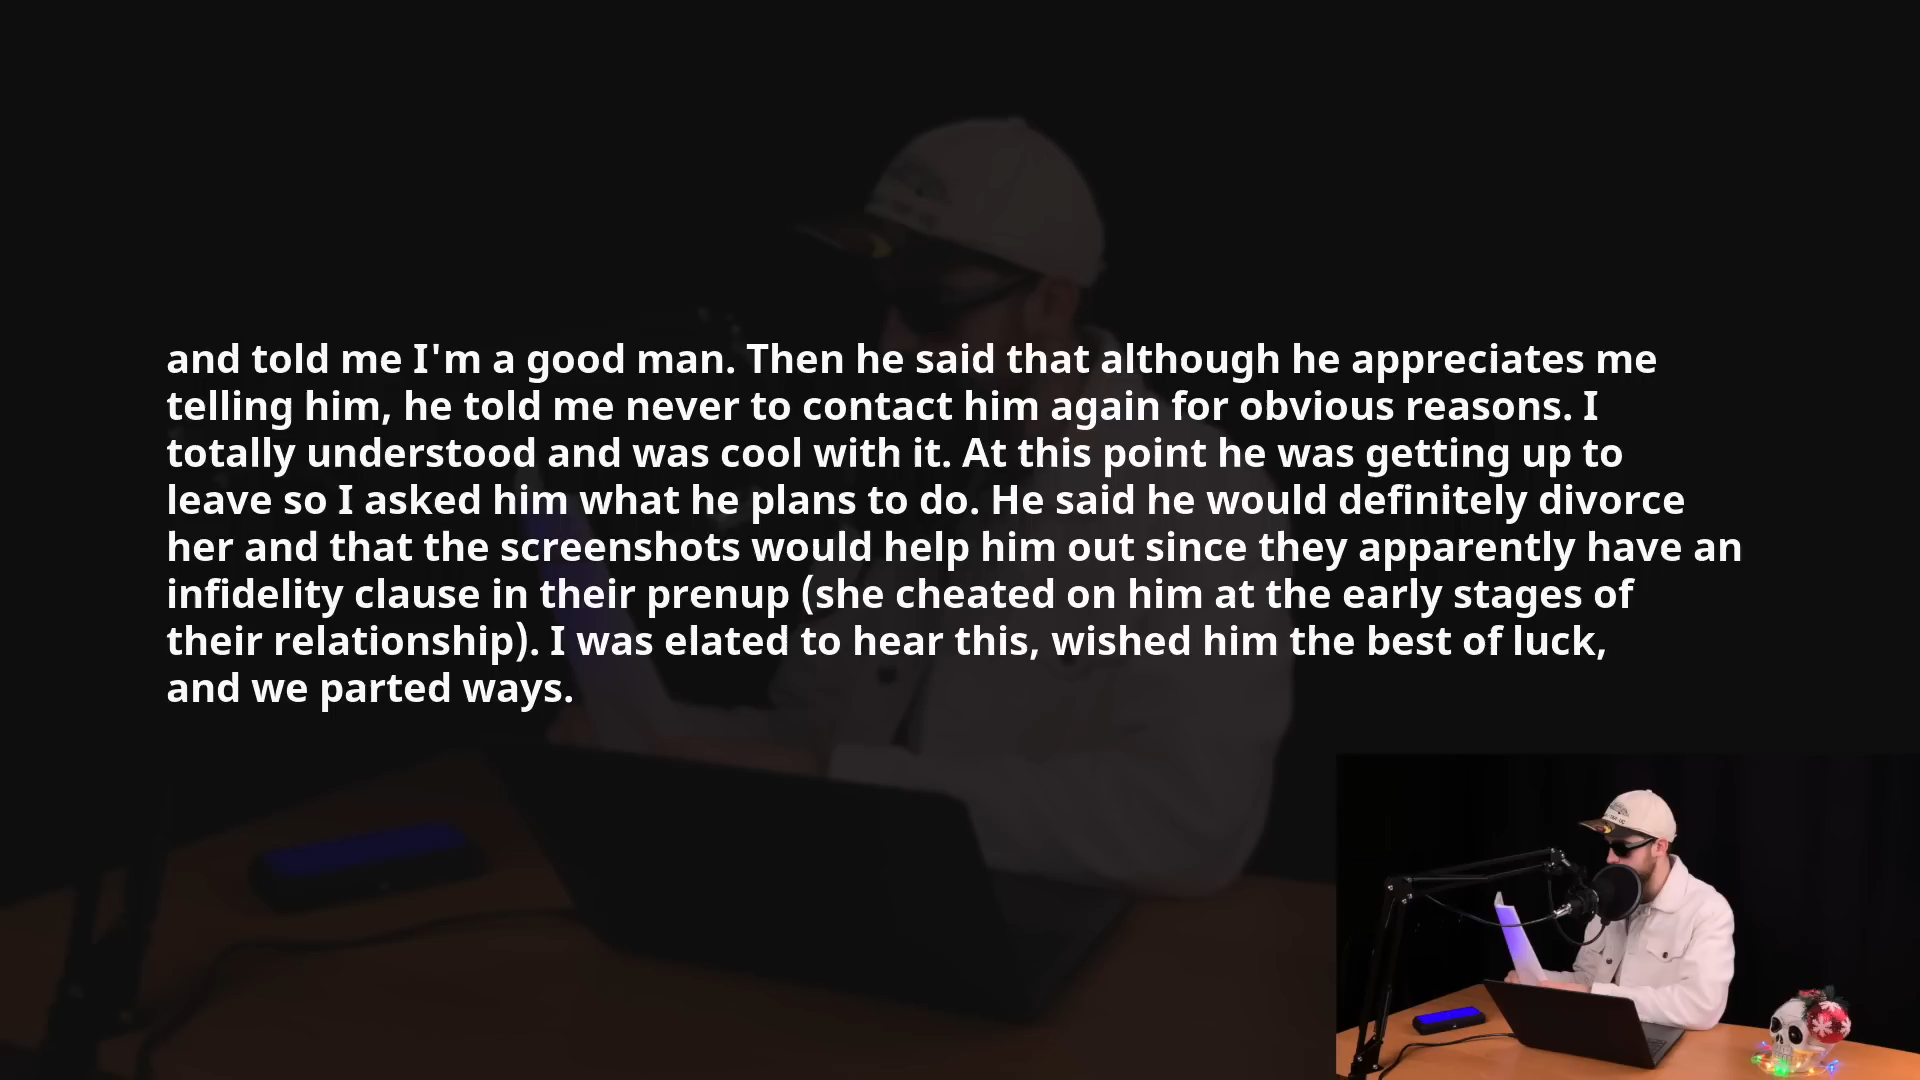 and told me I'm a good man. Then he said that although he appreciates me
telling him, he told me never to contact him again for obvious reasons. I
totally understood and was cool with it. At this point he was getting up to
leave so I asked him what he plans to do. He said he would definitely divorce
her and that the screenshots would help him out since they apparently have an
infidelity clause in their prenup (she cheated on him at the early stages of
their relationship). I was elated to hear this, wished him the best of luck,
and we parted ways.